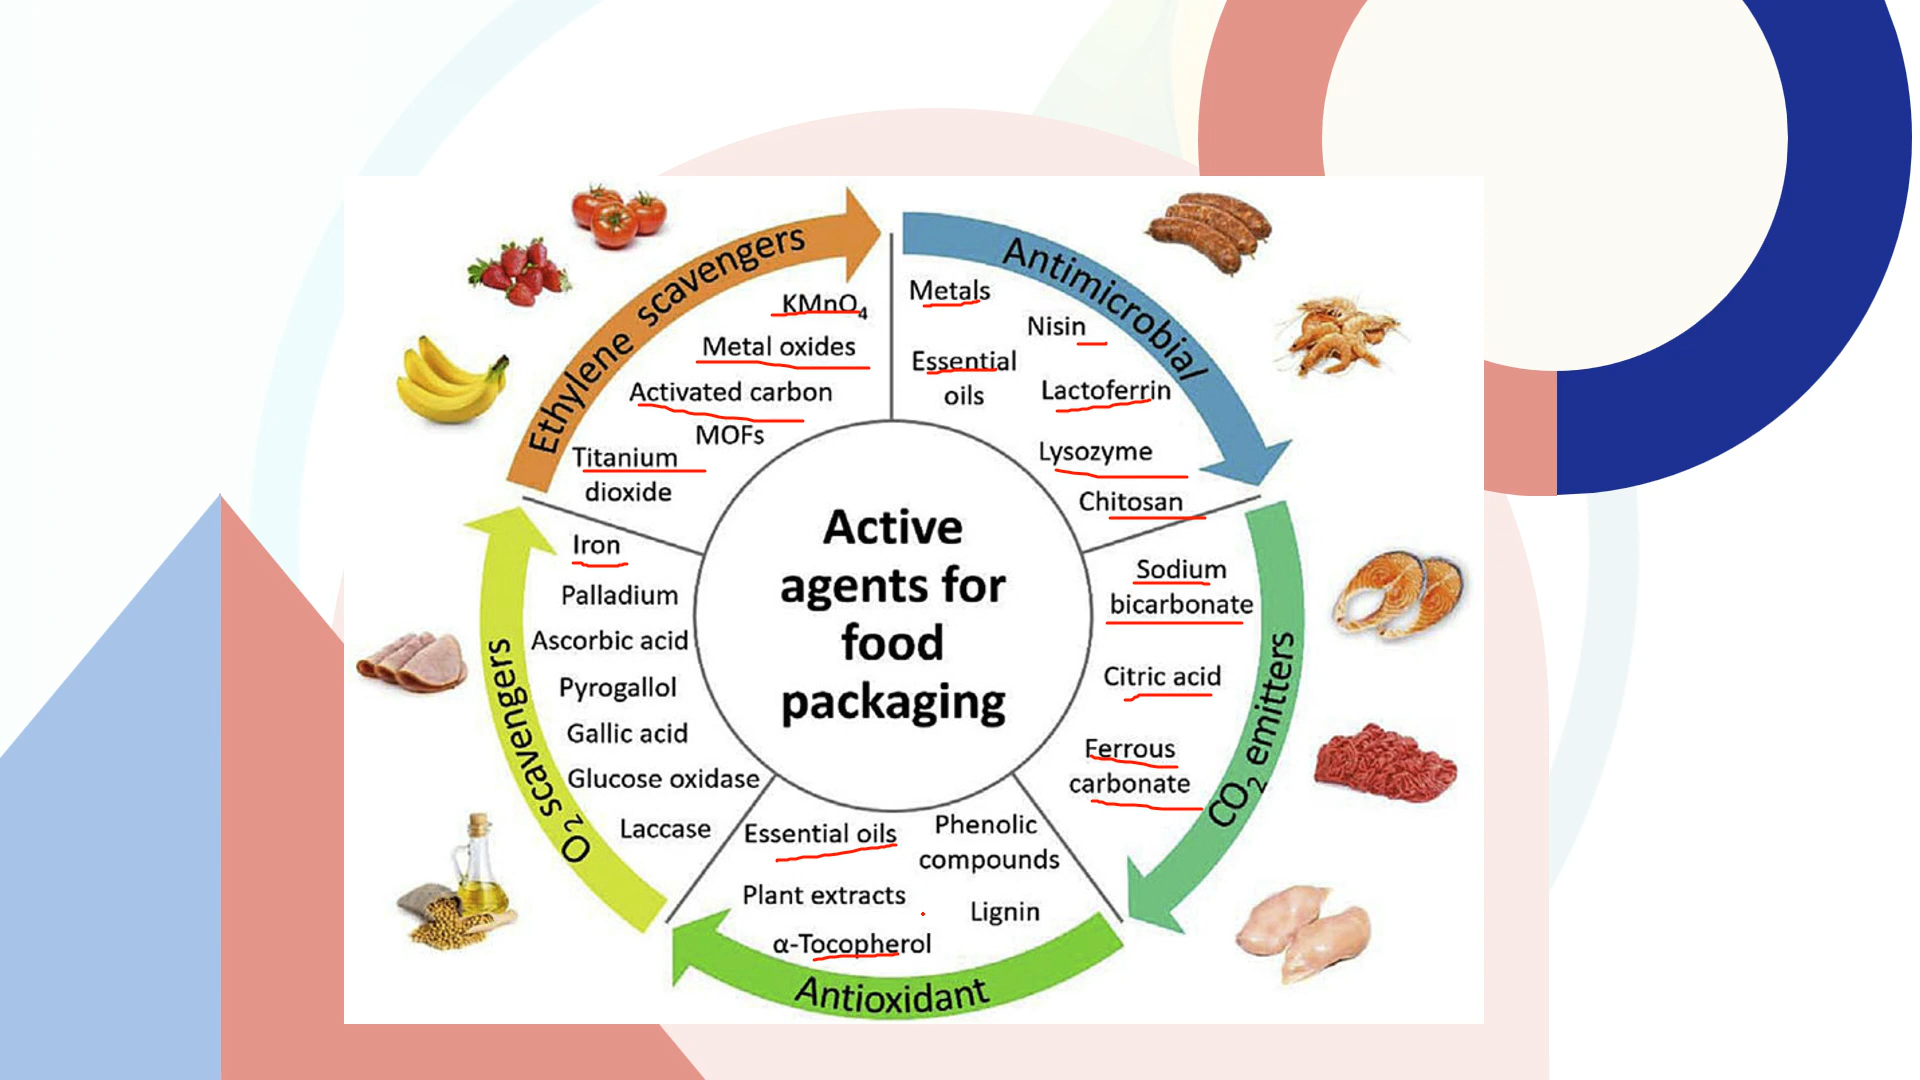 Ethylene scavengers
KMnO4
Metal oxides
Activated carbon
MOFs
Titanium
dioxide
Antimicrobial
Metals
Nisin
Essential
oils
Lactoferrin
Lysozyme
Chitosan
CO2 emitters
Sodium
bicarbonate
Citric acid
Ferrous
carbonate
Antioxidant
Essential oils
Phenolic
compounds
Plant extracts
Lignin
α-Tocopherol
O2 scavengers
Iron
Palladium
Ascorbic acid
Pyrogallol
Gallic acid
Glucose oxidase
Laccase
Active
agents for
food
packaging